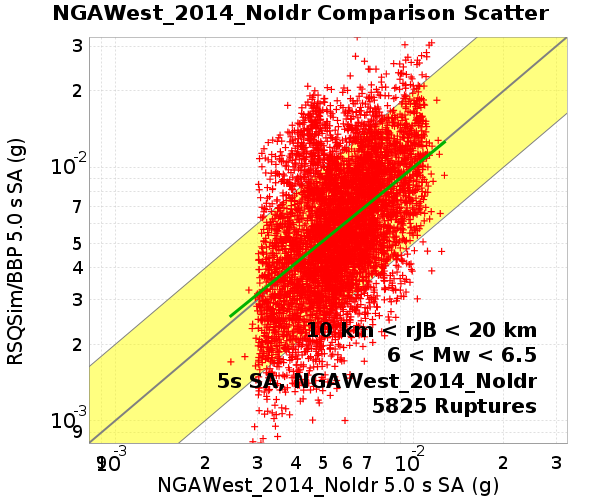 NGAWest_2014_NoIdr Comparison Scatter
RSQSim/BBP 5.0 s SA (g)
3
2
10-2
7
5
4
3
2
10-3
9
10 km < rJB < 20 km
6 < Mw < 6.5
5s SA, NGAWest_2014_NoIdr
5825 Ruptures
9 10-3 2 3 4 5 6 7 10-2 2 3
NGAWest_2014_NoIdr 5.0 s SA (g)